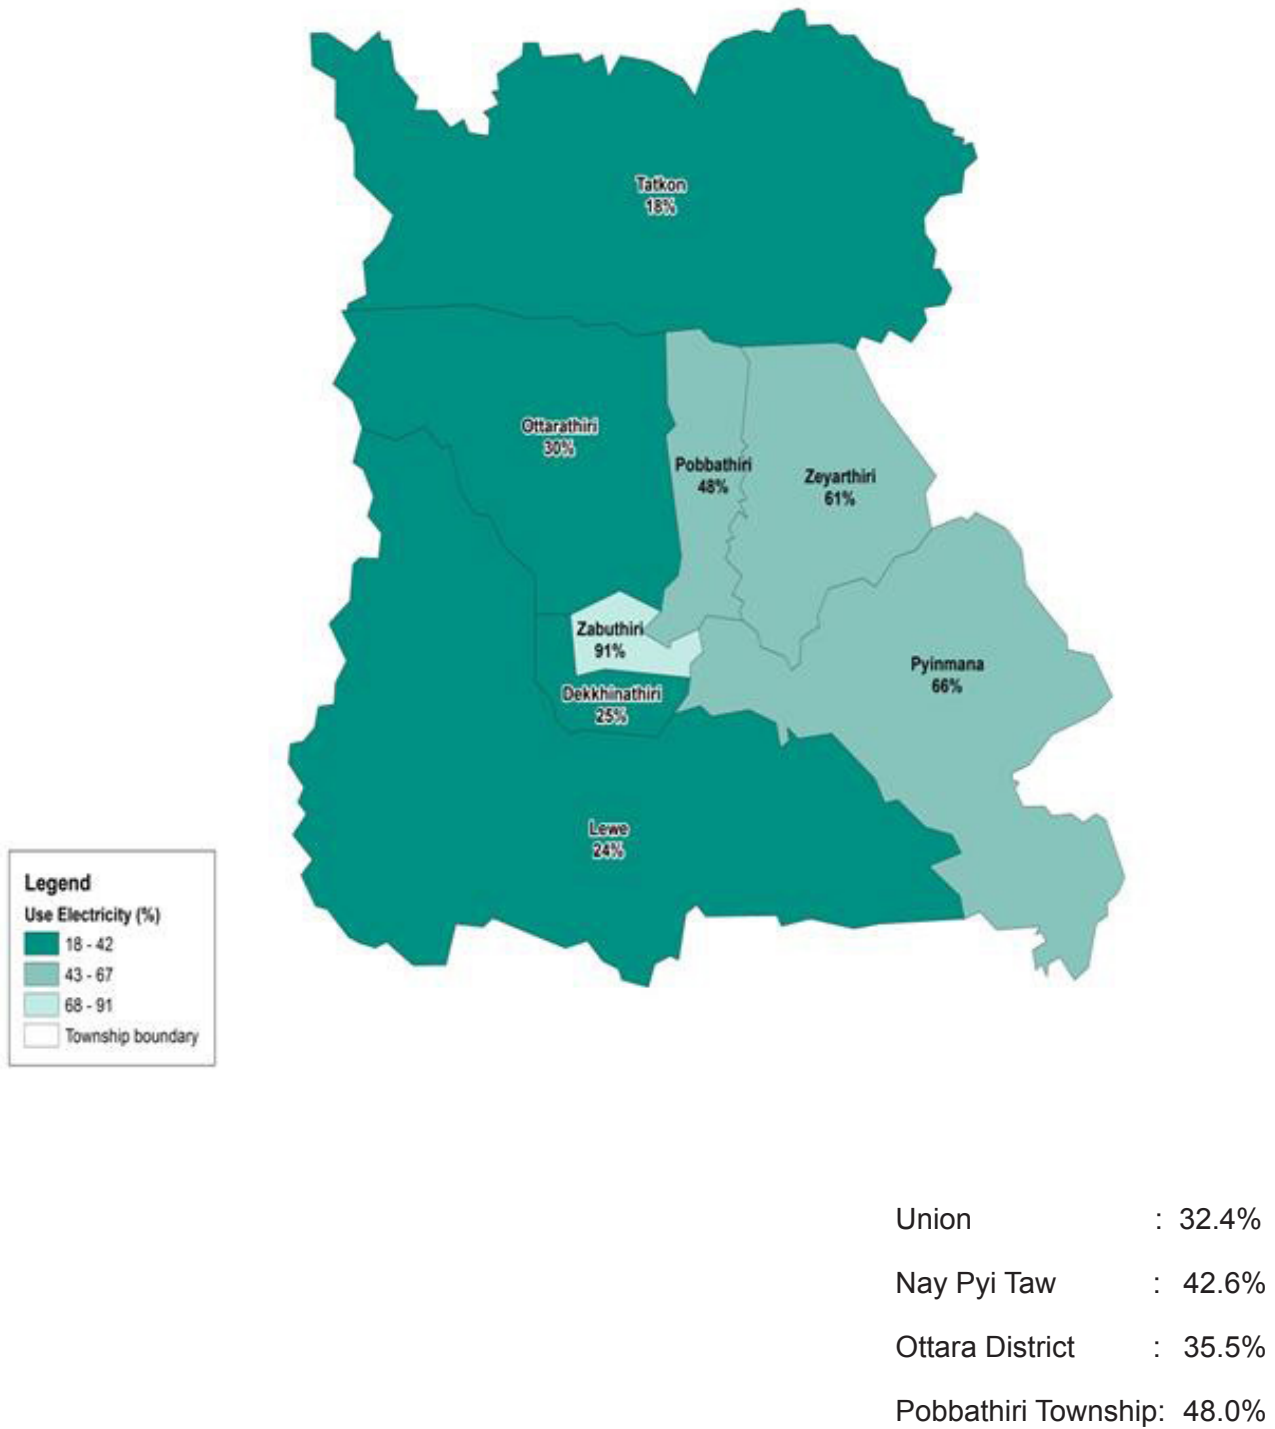 Tatkon
18%
Ottarathiri
30%
Pobbathiri
48%
Zeyarthiri
61%
Zabuthiri
91%
Pyinmana
66%
Dekkhinathiri
25%
Lewe
24%
Legend
Use Electricity (%)
18 - 42
43 - 67
68 - 91
Township boundary
Union : 32.4%
Nay Pyi Taw : 42.6%
Ottara District : 35.5%
Pobbathiri Township: 48.0%